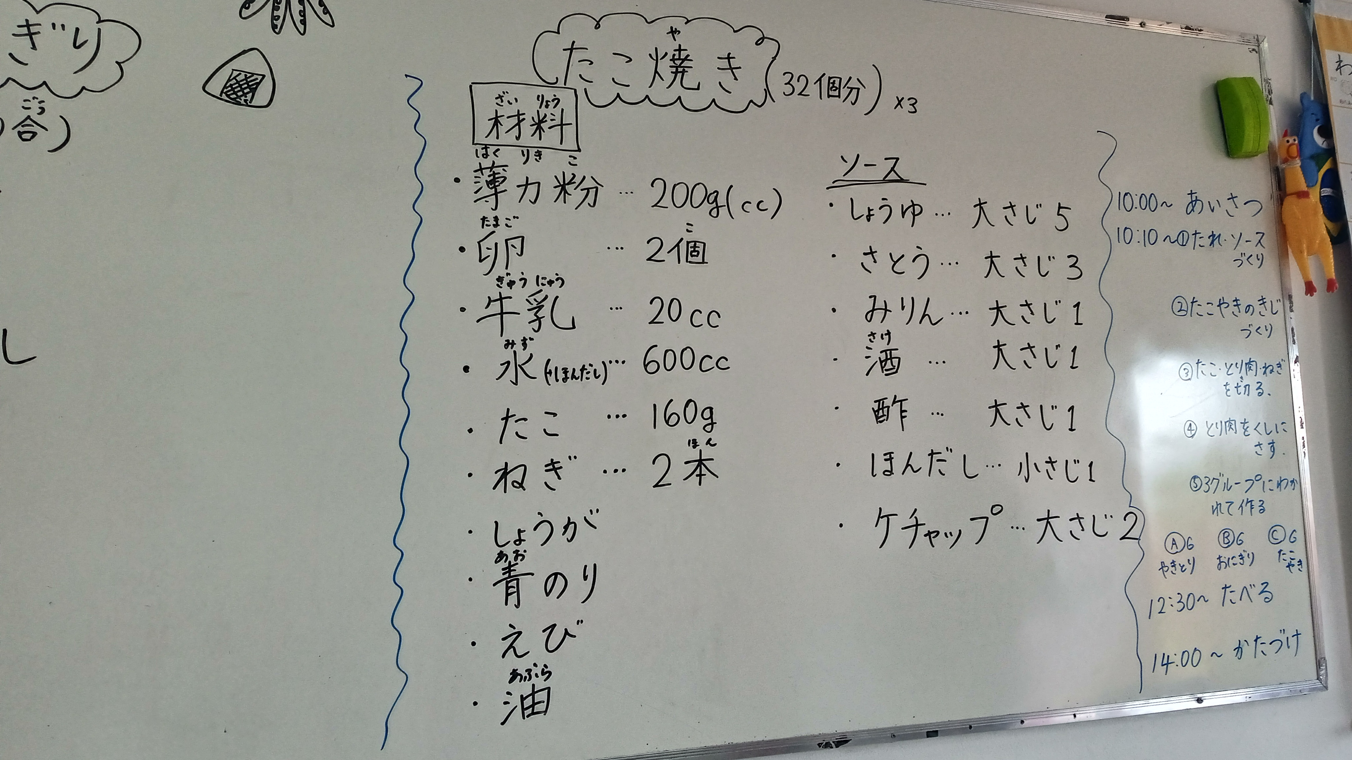 ぎり
合)
ごう
し
たこ焼き (32個分) ×3
や
材料
ざい りょう
・薄力粉 … 200g(cc)
はく りき こ
・卵 … 2個
たまご こ
・牛乳 … 20cc
ぎゅう にゅう
・水(+ほんだし)… 600cc
みず
・たこ … 160g
・ねぎ … 2本
ほん
・しょうが
・青のり
あお
・えび
・油
あぶら
ソース
・しょうゆ … 大さじ5
・さとう … 大さじ3
・みりん … 大さじ1
・酒 … 大さじ1
さけ
・酢 … 大さじ1
・ほんだし … 小さじ1
・ケチャップ … 大さじ2
10:00~ あいさつ
10:10~①たれ・ソース
づくり
②たこやきのきじ
づくり
③たこ・とり肉・ねぎ
を切る。
④とり肉をくしに
さす。
⑤3グループにわか
れて作る
Ⓐ6 Ⓑ6 Ⓒ6
やきとり おにぎり たこ
やき
12:30~ たべる
14:00~ かたづけ
わ